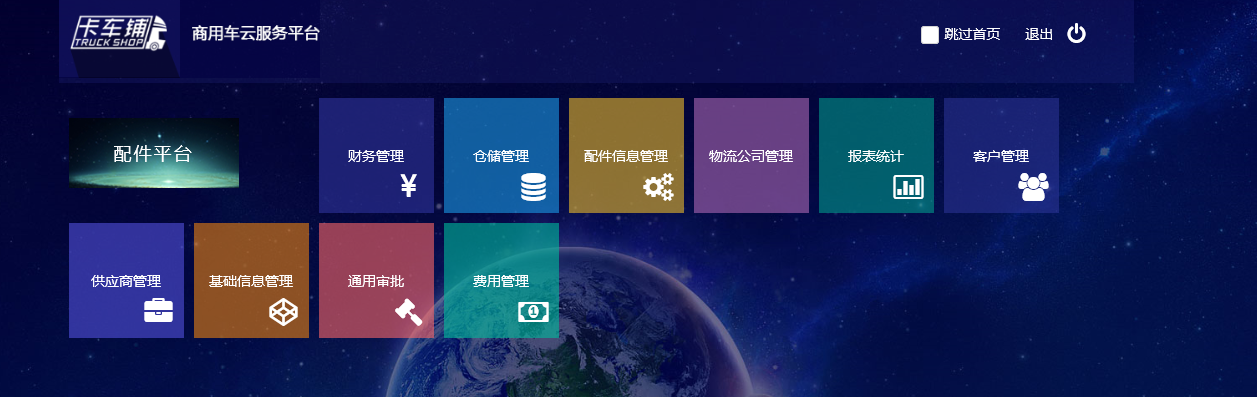 卡车铺
TRUCK SHOP
商用车云服务平台
跳过首页
退出
配件平台
财务管理
仓储管理
配件信息管理
物流公司管理
报表统计
客户管理
供应商管理
基础信息管理
通用审批
费用管理